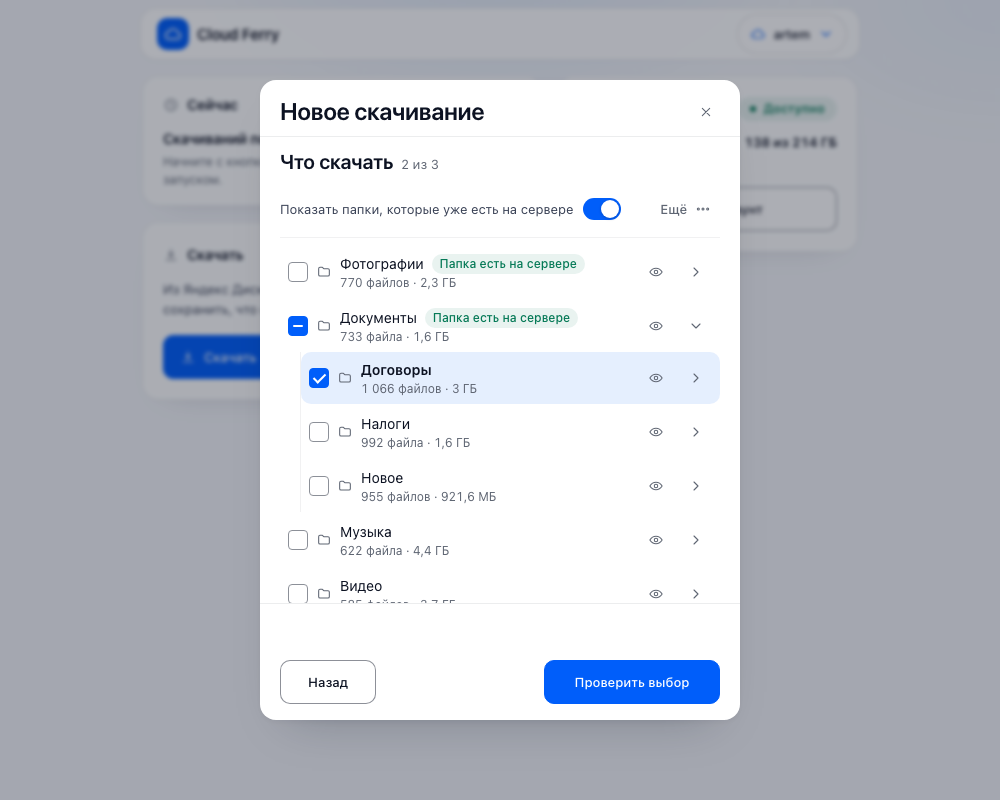 Cloud Ferry
artem
Сейчас
Доступно
138 из 214 ГБ
запуском.
Скачать
Скачать
Новое скачивание
Что скачать 2 из 3
Показать папки, которые уже есть на сервере
Ещё
Фотографии Папка есть на сервере
770 файлов · 2,3 ГБ
Документы Папка есть на сервере
733 файла · 1,6 ГБ
Договоры
1 066 файлов · 3 ГБ
Налоги
992 файла · 1,6 ГБ
Новое
955 файлов · 921,6 МБ
Музыка
622 файла · 4,4 ГБ
Видео
Назад
Проверить выбор